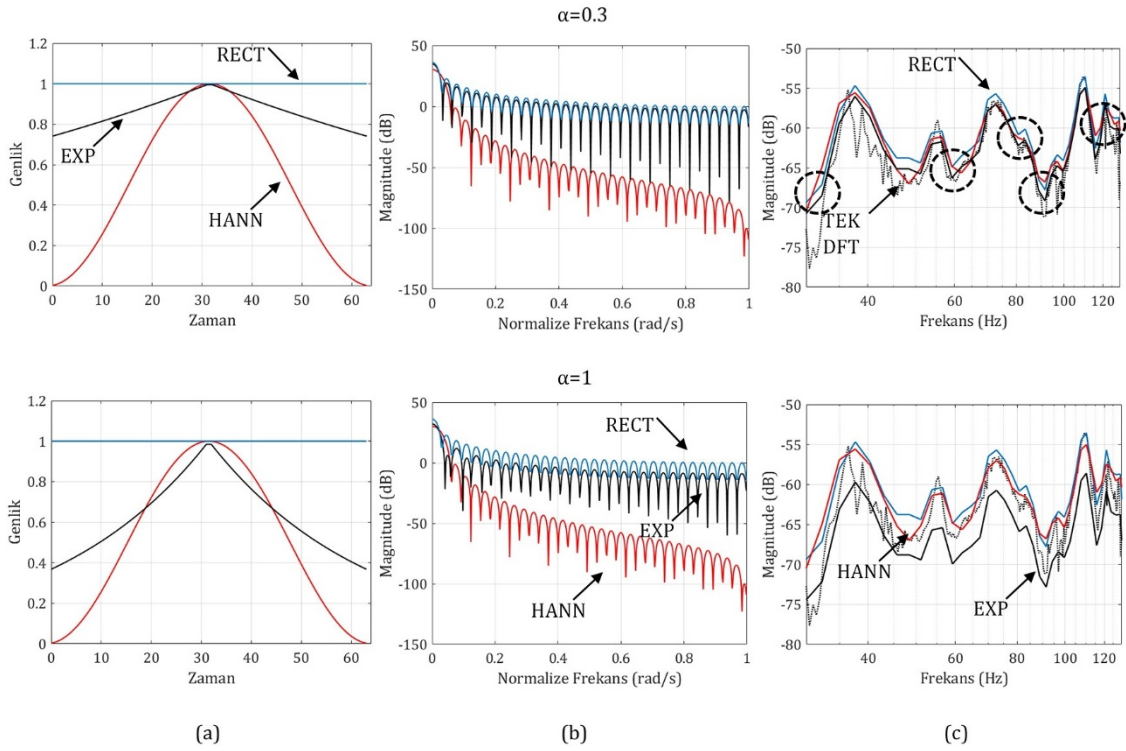 α=0.3
1.2
1
0.8
0.6
0.4
0.2
0
Genlik
RECT
EXP
HANN
0 10 20 30 40 50 60
Zaman
50
0
-50
-100
-150
Magnitude (dB)
0 0.2 0.4 0.6 0.8 1
Normalize Frekans (rad/s)
-50
-55
-60
-65
-70
-75
-80
Magnitude (dB)
RECT
TEK
DFT
40 60 80 100 120
Frekans (Hz)
α=1
1.2
1
0.8
0.6
0.4
0.2
0
Genlik
0 10 20 30 40 50 60
Zaman
50
0
-50
-100
-150
Magnitude (dB)
RECT
EXP
HANN
0 0.2 0.4 0.6 0.8 1
Normalize Frekans (rad/s)
-50
-55
-60
-65
-70
-75
-80
Magnitude (dB)
HANN
EXP
40 60 80 100 120
Frekans (Hz)
(a) (b) (c)